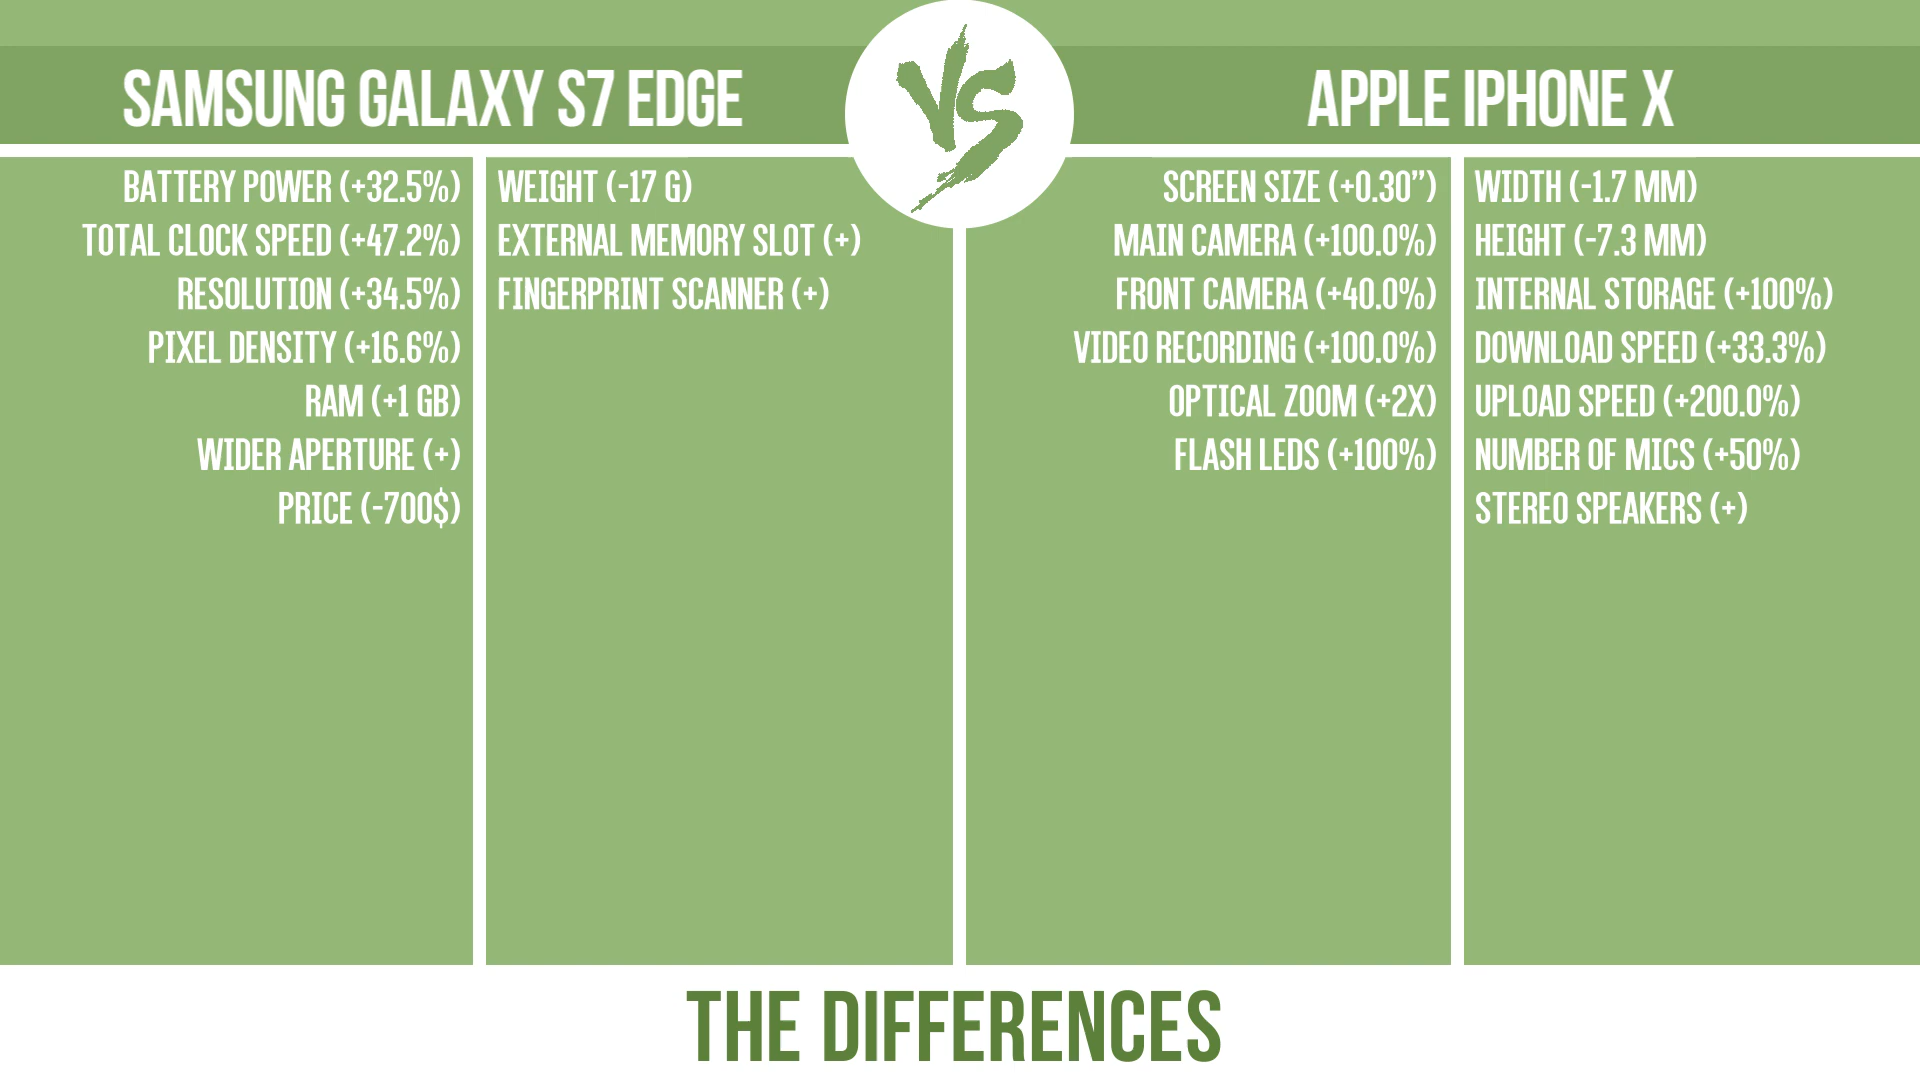 SAMSUNG GALAXY S7 EDGE
VS
APPLE IPHONE X
BATTERY POWER (+32.5%)
TOTAL CLOCK SPEED (+47.2%)
RESOLUTION (+34.5%)
PIXEL DENSITY (+16.6%)
RAM (+1 GB)
WIDER APERTURE (+)
PRICE (-700$)
WEIGHT (-17 G)
EXTERNAL MEMORY SLOT (+)
FINGERPRINT SCANNER (+)
SCREEN SIZE (+0.30”)
MAIN CAMERA (+100.0%)
FRONT CAMERA (+40.0%)
VIDEO RECORDING (+100.0%)
OPTICAL ZOOM (+2X)
FLASH LEDS (+100%)
WIDTH (-1.7 MM)
HEIGHT (-7.3 MM)
INTERNAL STORAGE (+100%)
DOWNLOAD SPEED (+33.3%)
UPLOAD SPEED (+200.0%)
NUMBER OF MICS (+50%)
STEREO SPEAKERS (+)
THE DIFFERENCES